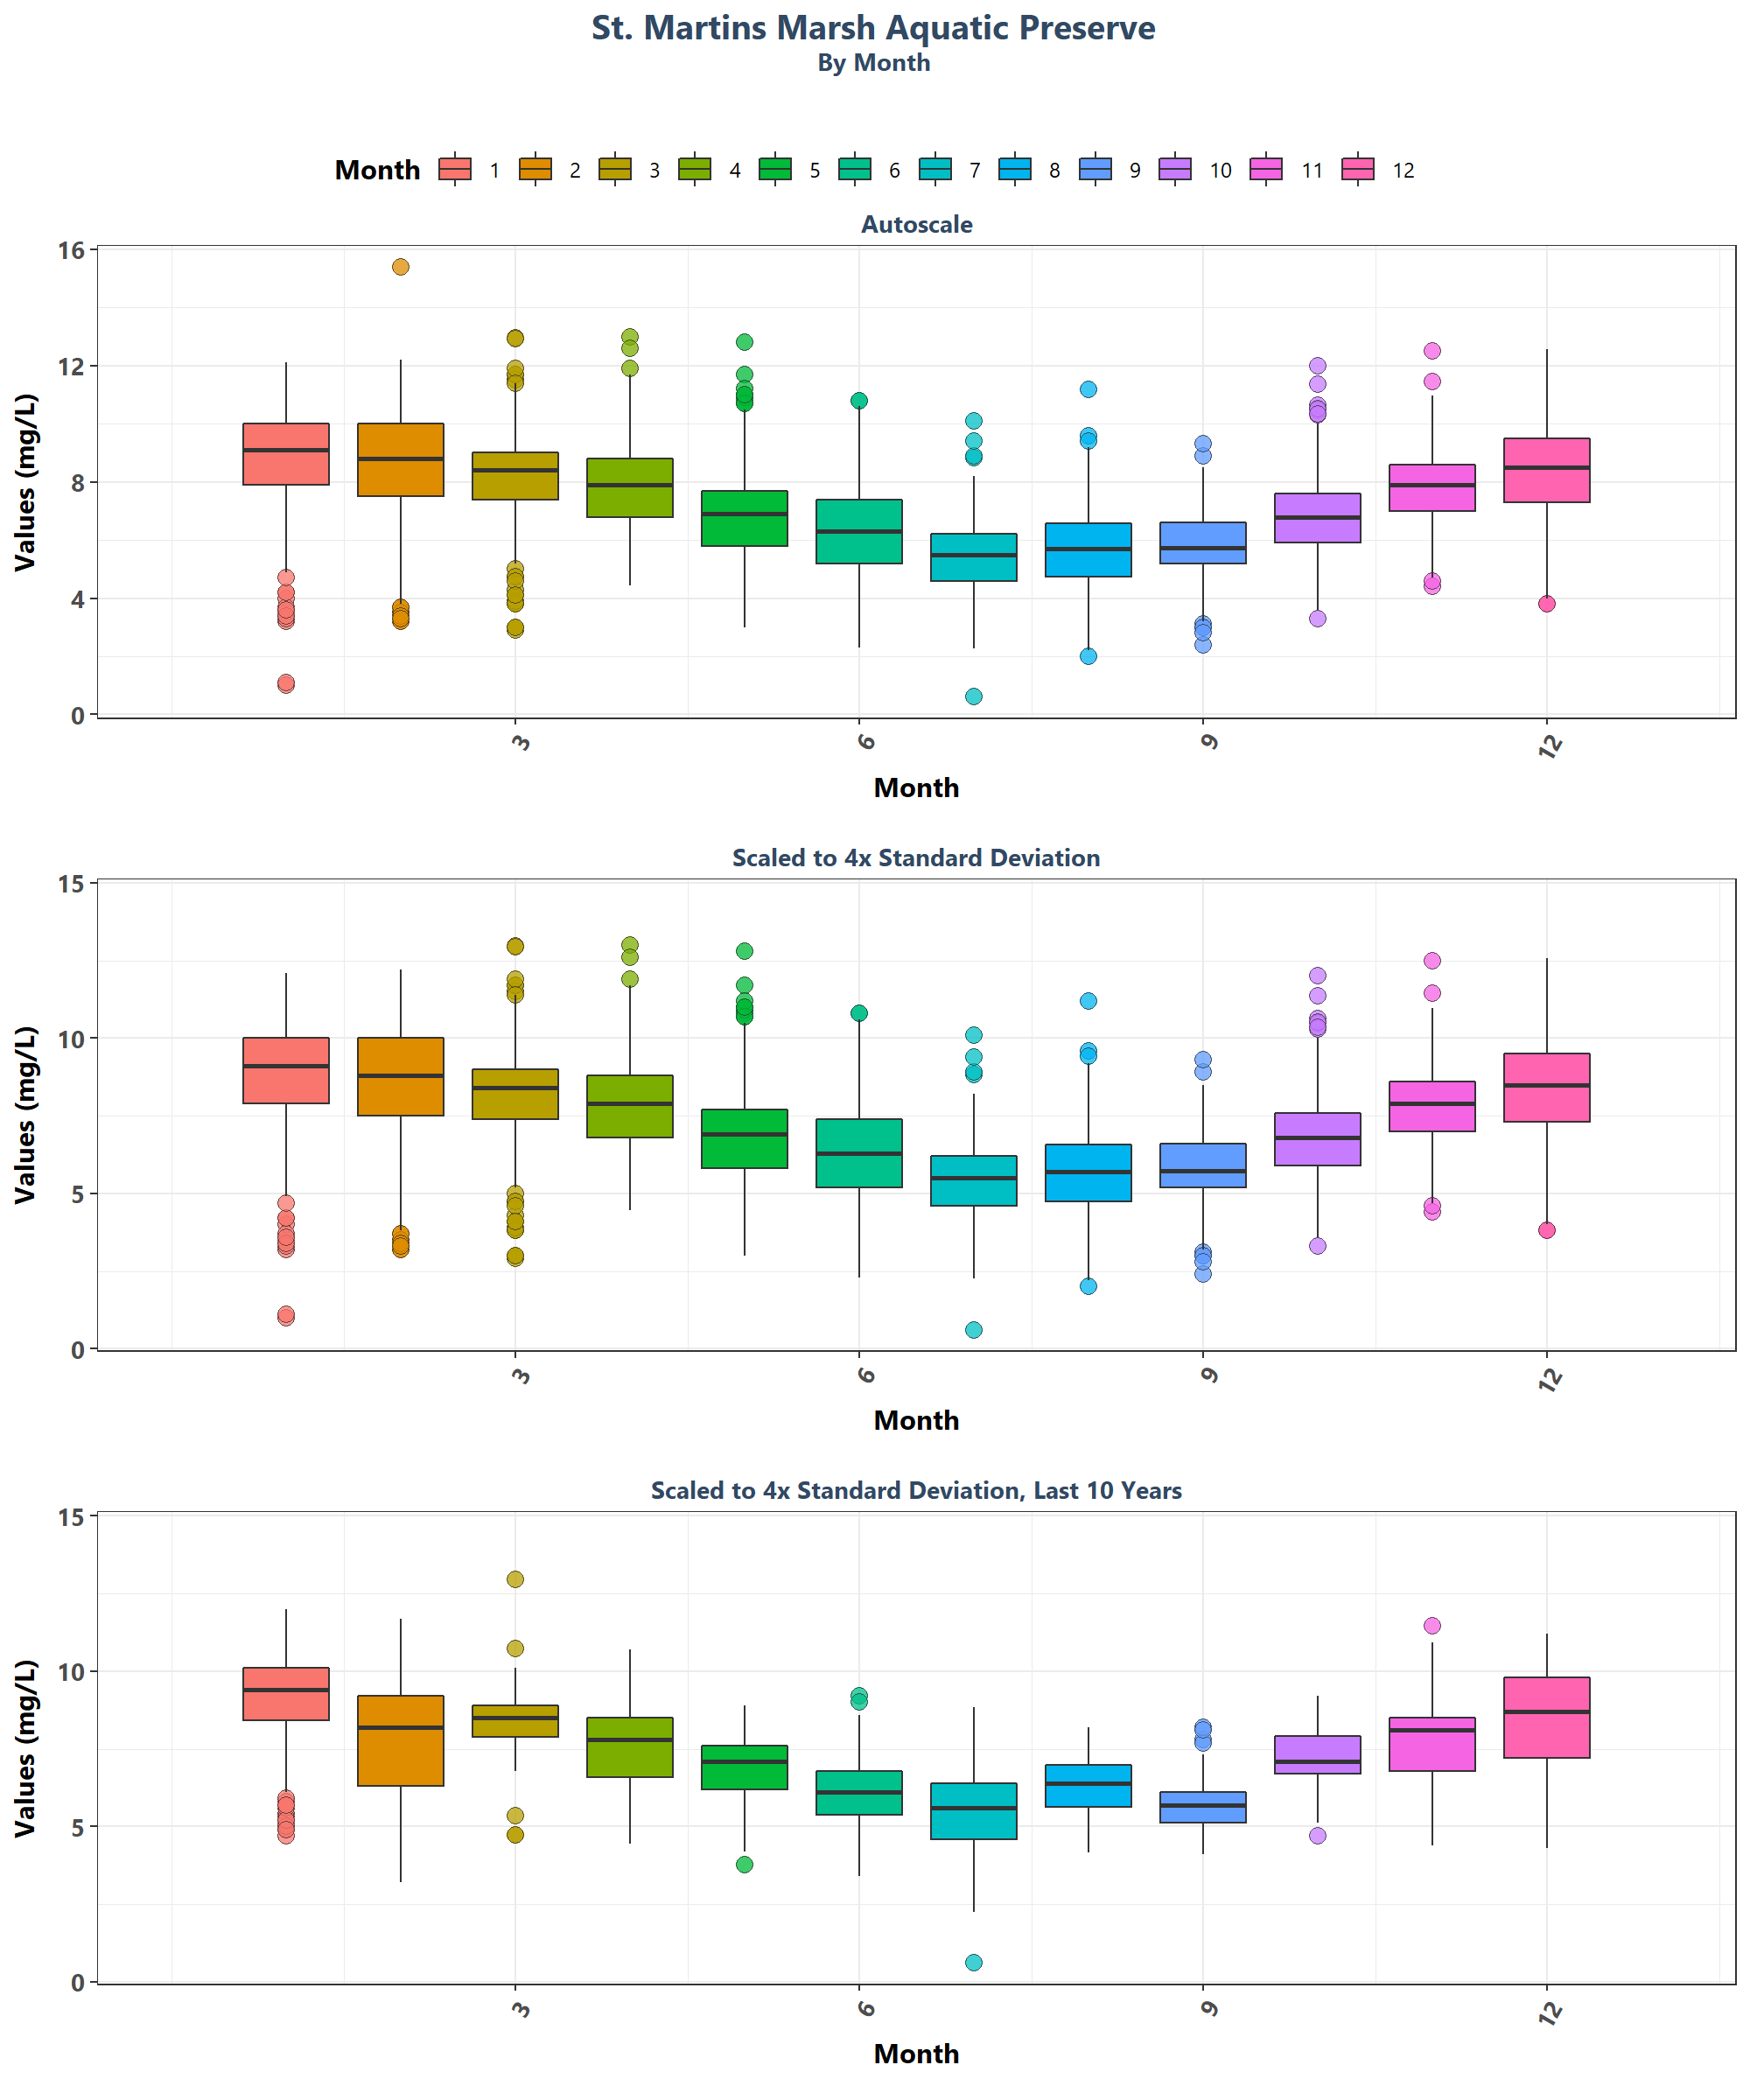 St. Martins Marsh Aquatic Preserve
By Month
Month 1 2 3 4 5 6 7 8 9 10 11 12
Autoscale
Values (mg/L)
16
12
8
4
0
3 6 9 12
Month
Scaled to 4x Standard Deviation
Values (mg/L)
15
10
5
0
3 6 9 12
Month
Scaled to 4x Standard Deviation, Last 10 Years
Values (mg/L)
15
10
5
0
3 6 9 12
Month